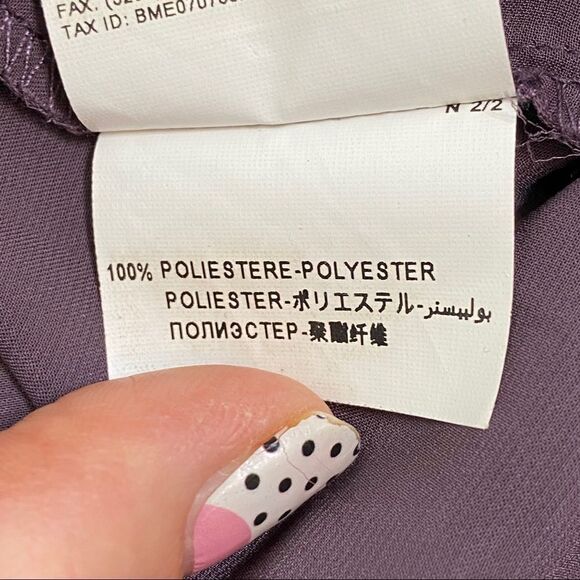 TAX ID:
N 2/2
100% POLIESTERE-POLYESTER
POLIESTER-ポリエステル-بوليستر
ПОЛИЭСТЕР-聚酯纤维